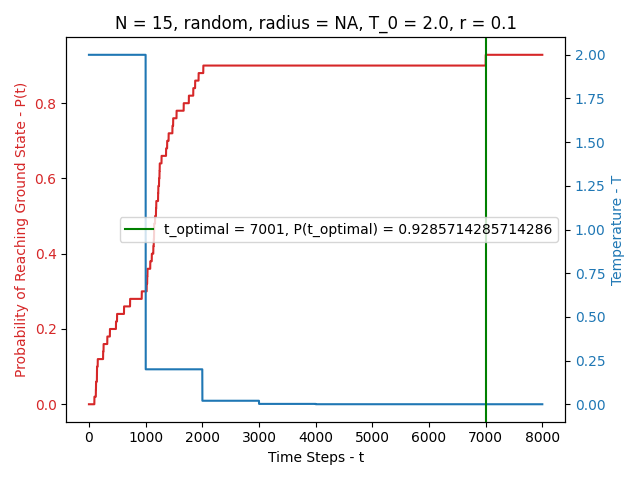 N = 15, random, radius = NA, T_0 = 2.0, r = 0.1
Probability of Reaching Ground State - P(t)
0.8
0.6
0.4
0.2
0.0
t_optimal = 7001, P(t_optimal) = 0.9285714285714286
2.00
1.75
1.50
1.25
1.00
0.75
0.50
0.25
0.00
Temperature - T
0 1000 2000 3000 4000 5000 6000 7000 8000
Time Steps - t